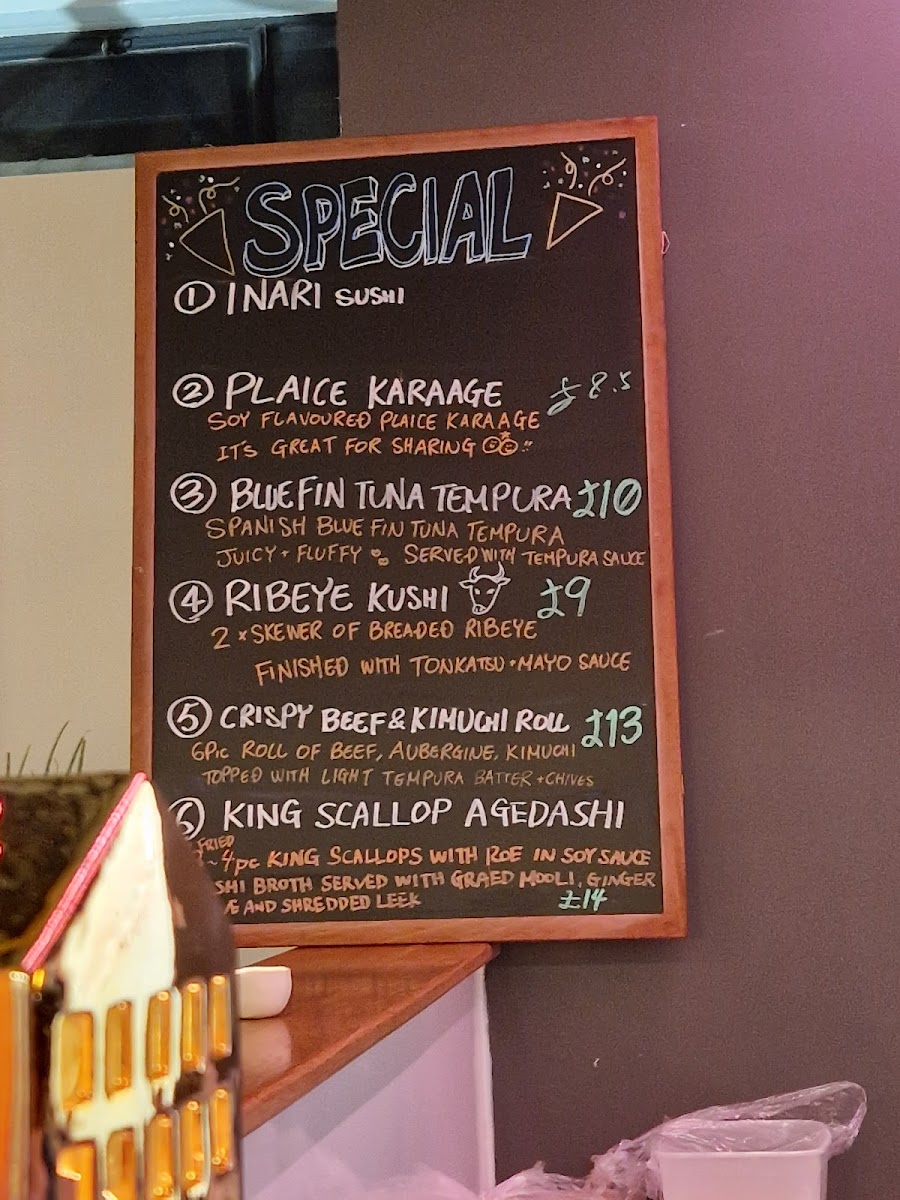 SPECIAL
① INARI SUSHI
② PLAICE KARAAGE £8.5
SOY FLAVOURED PLAICE KARAAGE
IT'S GREAT FOR SHARING !!
③ BLUEFIN TUNA TEMPURA £10
SPANISH BLUE FIN TUNA TEMPURA
JUICY + FLUFFY SERVED WITH TEMPURA SAUCE
④ RIBEYE KUSHI £9
2 x SKEWER OF BREADED RIBEYE
FINISHED WITH TONKATSU + MAYO SAUCE
⑤ CRISPY BEEF & KIMUCHI ROLL £13
6Pic ROLL OF BEEF, AUBERGINE, KIMUCHI
TOPPED WITH LIGHT TEMPURA BATTER + CHIVES
⑥ KING SCALLOP AGEDASHI
FRIED
~ 4pc KING SCALLOPS WITH ROE IN SOY SAUCE
SHI BROTH SERVED WITH GRAED MOOLI, GINGER
AND SHREDDED LEEK £14